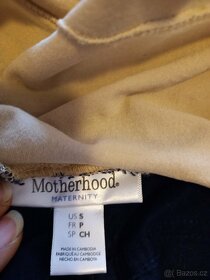 Motherhood®
MATERNITY
US S
FR P
SP CH
MADE IN CAMBODIA
FABRIQUÉ AU CAMBODGE
HECHO EN CAMBOYA
Bazos.cz